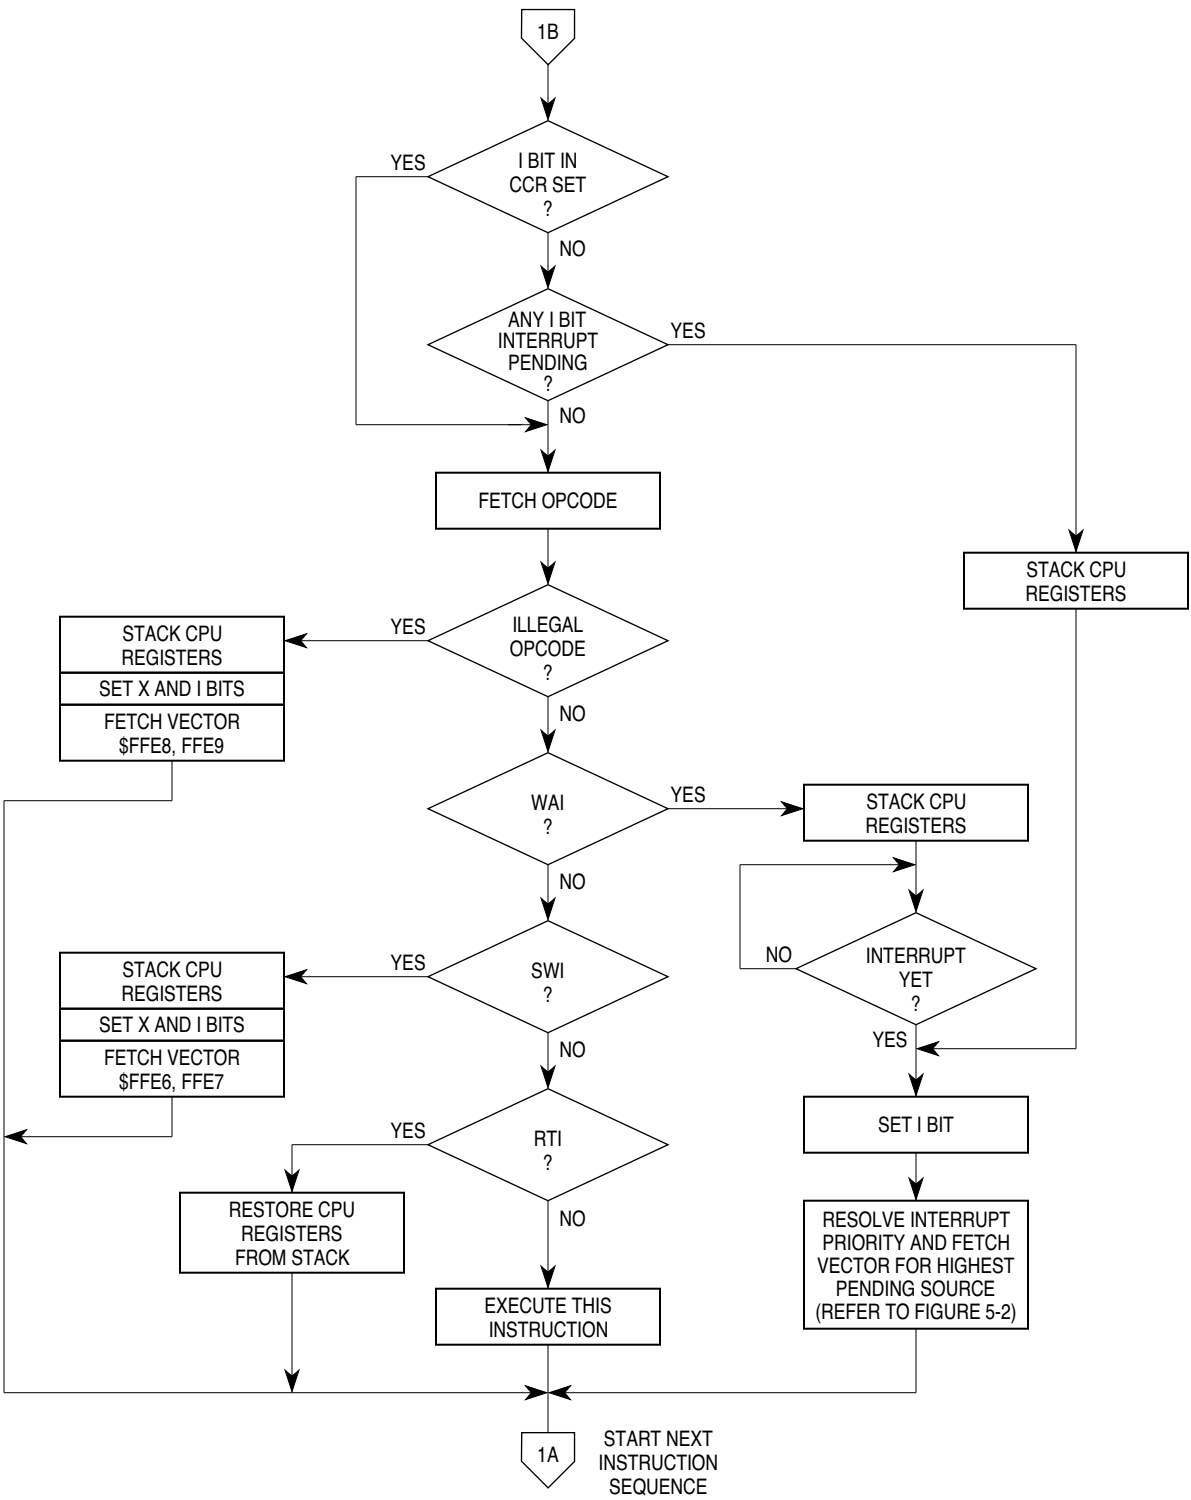 1B
I BIT IN
CCR SET
?
YES
NO
ANY I BIT
INTERRUPT
PENDING
?
YES
NO
FETCH OPCODE
STACK CPU
REGISTERS
ILLEGAL
OPCODE
?
YES
NO
STACK CPU
REGISTERS
SET X AND I BITS
FETCH VECTOR
$FFE8, FFE9
WAI
?
YES
NO
STACK CPU
REGISTERS
INTERRUPT
YET
?
NO
YES
SWI
?
YES
NO
STACK CPU
REGISTERS
SET X AND I BITS
FETCH VECTOR
$FFE6, FFE7
SET I BIT
RTI
?
YES
NO
RESTORE CPU
REGISTERS
FROM STACK
RESOLVE INTERRUPT
PRIORITY AND FETCH
VECTOR FOR HIGHEST
PENDING SOURCE
(REFER TO FIGURE 5-2)
EXECUTE THIS
INSTRUCTION
1A
START NEXT
INSTRUCTION
SEQUENCE